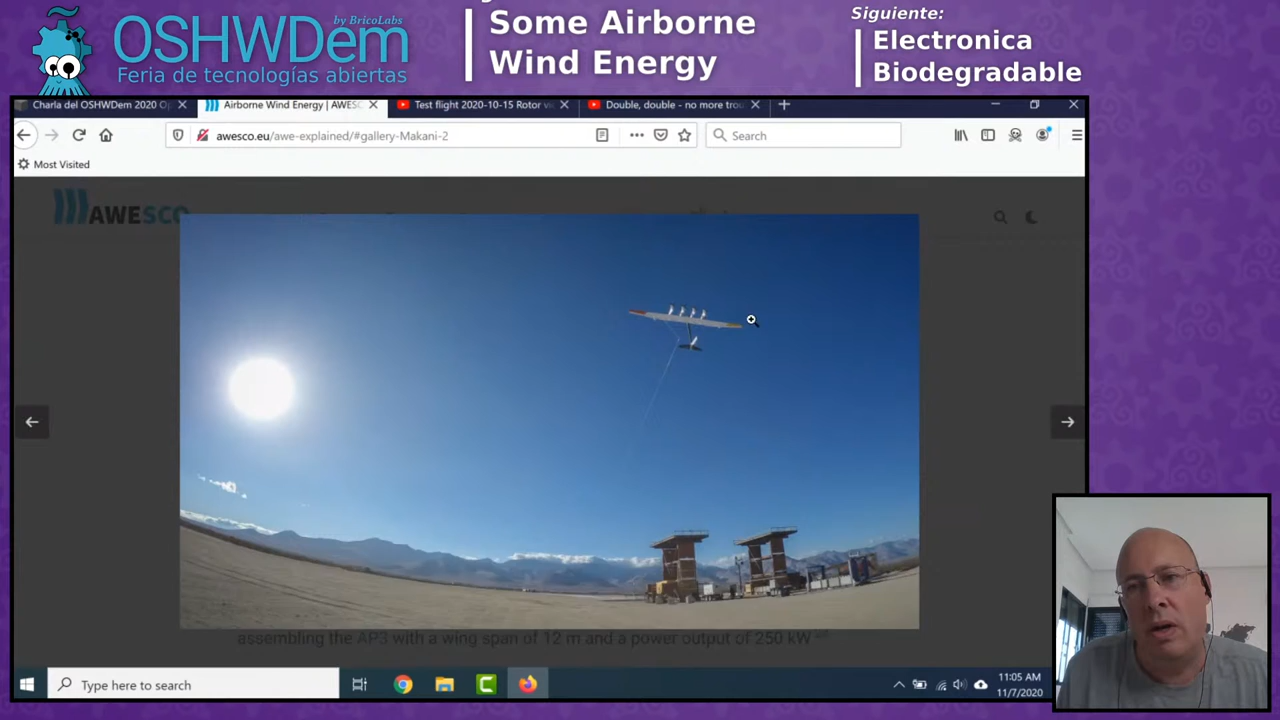 OSHWDem
by BricoLabs
Feria de tecnologías abiertas
Some Airborne
Wind Energy
Siguiente:
Electronica
Biodegradable
Charla del OSHWDem 2020 Op
Airborne Wind Energy | AWESC
Test flight 2020-10-15 Rotor vi
Double, double - no more trou
awesco.eu/awe-explained/#gallery-Makani-2
Search
Most Visited
AWESCO
assembling the AP3 with a wing span of 12 m and a power output of 250 kW
Type here to search
11:05 AM
11/7/2020